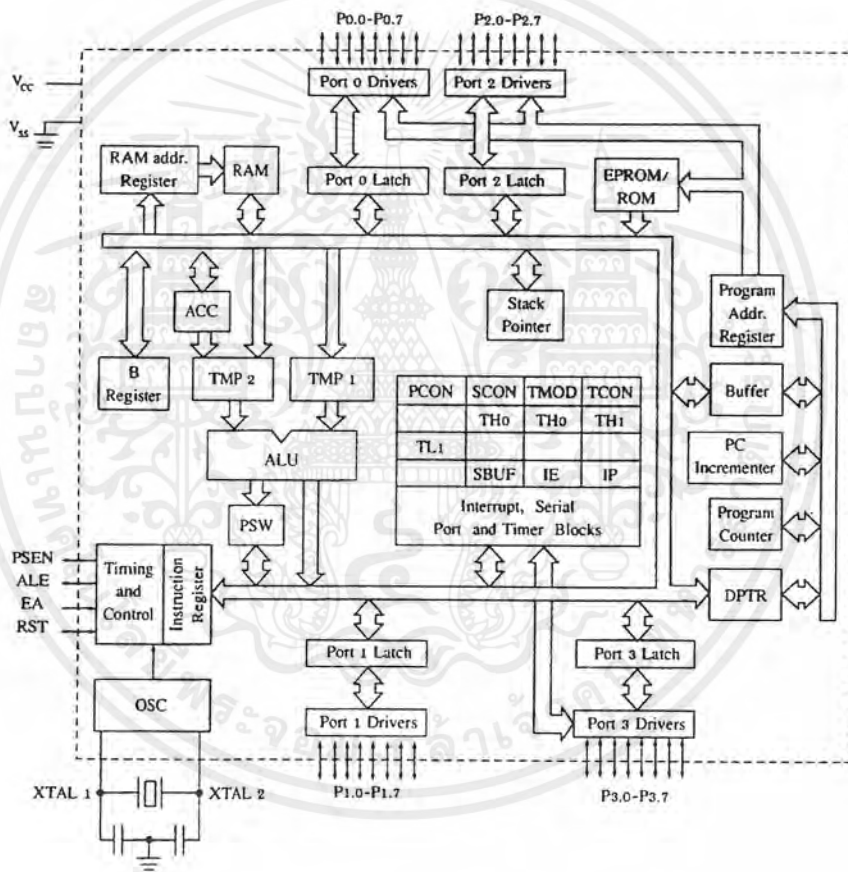 P0.0-P0.7
P2.0-P2.7
Vcc
Vss
Port 0 Drivers
Port 2 Drivers
RAM addr.
Register
RAM
Port 0 Latch
Port 2 Latch
EPROM/
ROM
ACC
Stack
Pointer
Program
Addr.
Register
B
Register
TMP 2
TMP 1
PCON SCON TMOD TCON
TH0 TH0 TH1
TL1
SBUF IE IP
Interrupt, Serial
Port and Timer Blocks
Buffer
ALU
PC
Incrementer
PSW
Program
Counter
PSEN
ALE
EA
RST
Timing
and
Control
Instruction
Register
DPTR
Port 1 Latch
Port 3 Latch
OSC
Port 1 Drivers
Port 3 Drivers
XTAL 1
XTAL 2
P1.0-P1.7
P3.0-P3.7